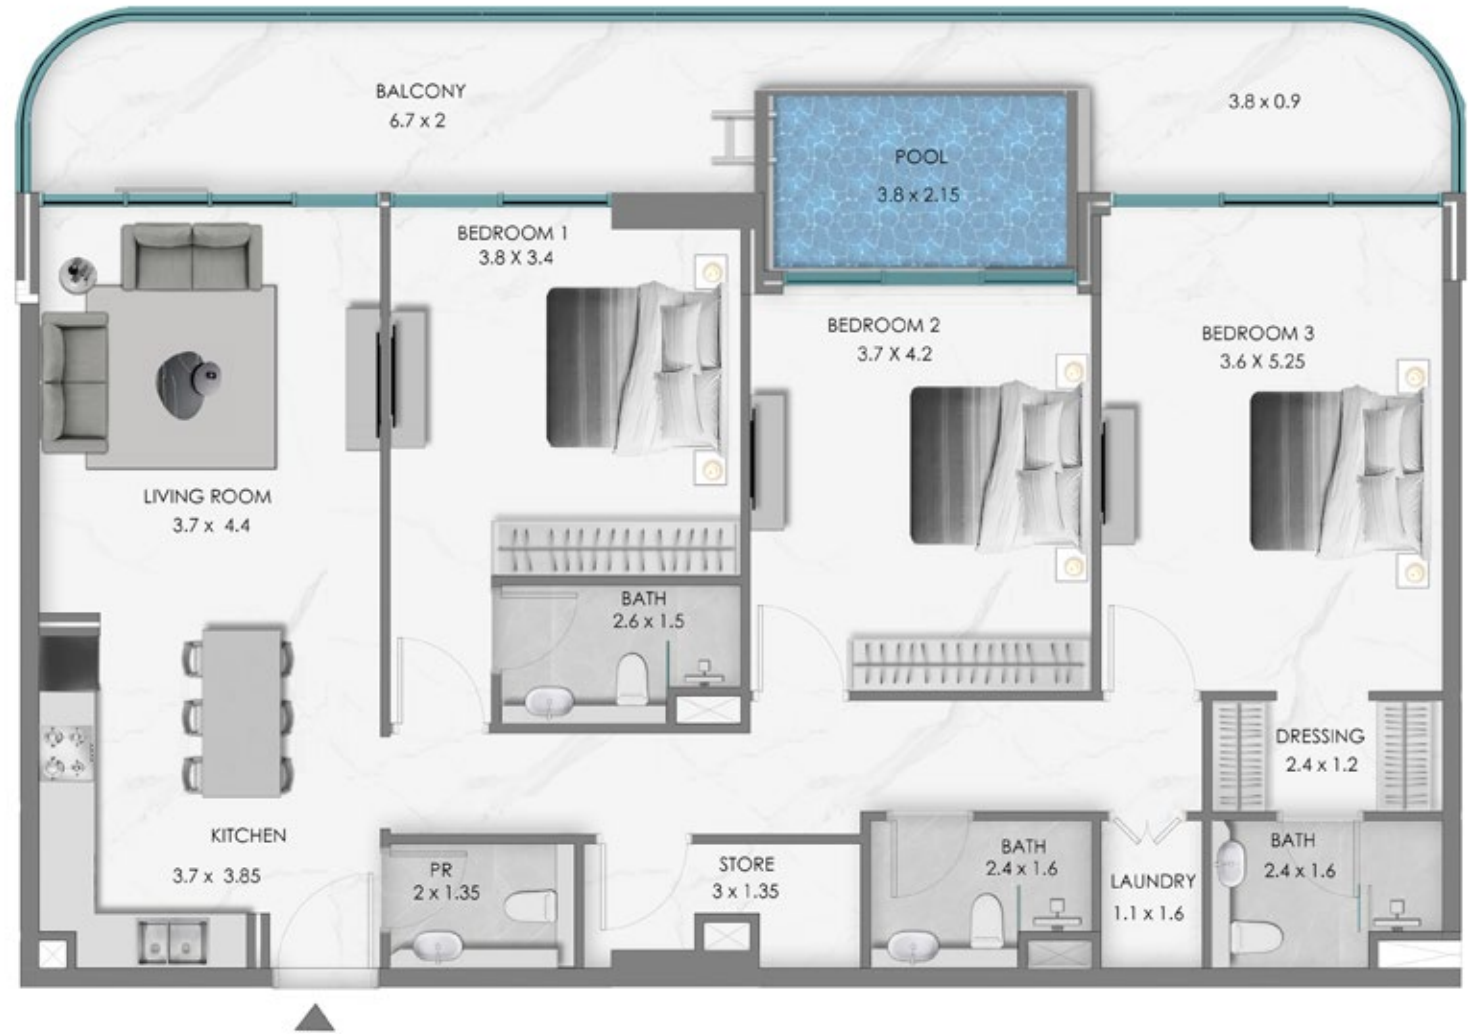 BALCONY
6.7 x 2
3.8 x 0.9
POOL
3.8 x 2.15
BEDROOM 1
3.8 X 3.4
BEDROOM 2
3.7 X 4.2
BEDROOM 3
3.6 X 5.25
LIVING ROOM
3.7 x 4.4
BATH
2.6 x 1.5
DRESSING
2.4 x 1.2
KITCHEN
3.7 x 3.85
PR
2 x 1.35
STORE
3 x 1.35
BATH
2.4 x 1.6
LAUNDRY
1.1 x 1.6
BATH
2.4 x 1.6